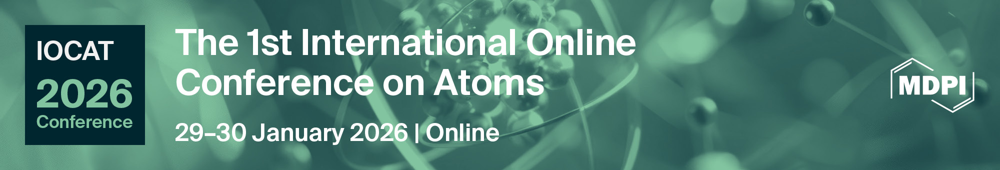 IOCAT
2026
Conference
The 1st International Online
Conference on Atoms
29–30 January 2026 | Online
MDPI